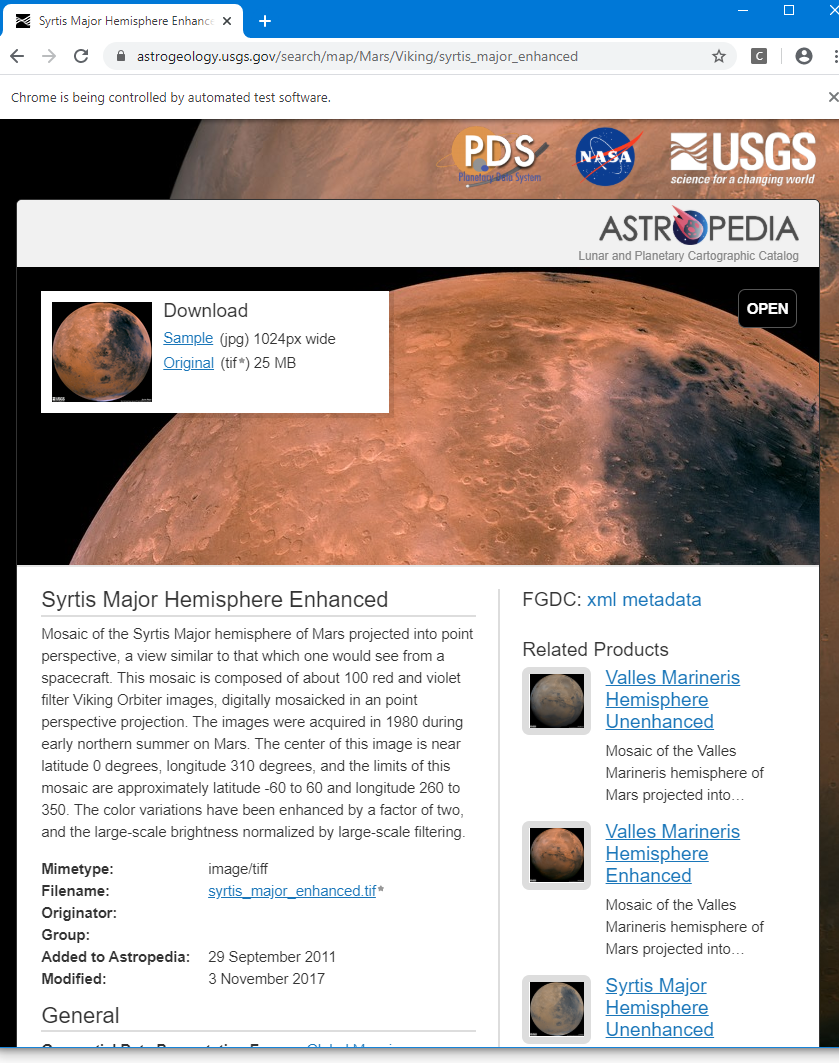 Syrtis Major Hemisphere Enhance
astrogeology.usgs.gov/search/map/Mars/Viking/syrtis_major_enhanced
C
Chrome is being controlled by automated test software.
PDS
Planetary Data System
NASA
USGS
science for a changing world
ASTROPEDIA
Lunar and Planetary Cartographic Catalog
Download
Sample (jpg) 1024px wide
Original (tif*) 25 MB
USGS
OPEN
Syrtis Major Hemisphere Enhanced
Mosaic of the Syrtis Major hemisphere of Mars projected into point
perspective, a view similar to that which one would see from a
spacecraft. This mosaic is composed of about 100 red and violet
filter Viking Orbiter images, digitally mosaicked in an point
perspective projection. The images were acquired in 1980 during
early northern summer on Mars. The center of this image is near
latitude 0 degrees, longitude 310 degrees, and the limits of this
mosaic are approximately latitude -60 to 60 and longitude 260 to
350. The color variations have been enhanced by a factor of two,
and the large-scale brightness normalized by large-scale filtering.
Mimetype: image/tiff
Filename: syrtis_major_enhanced.tif*
Originator:
Group:
Added to Astropedia: 29 September 2011
Modified: 3 November 2017
General
FGDC: xml metadata
Related Products
Valles Marineris
Hemisphere
Unenhanced
Mosaic of the Valles
Marineris hemisphere of
Mars projected into…
Valles Marineris
Hemisphere
Enhanced
Mosaic of the Valles
Marineris hemisphere of
Mars projected into…
Syrtis Major
Hemisphere
Unenhanced